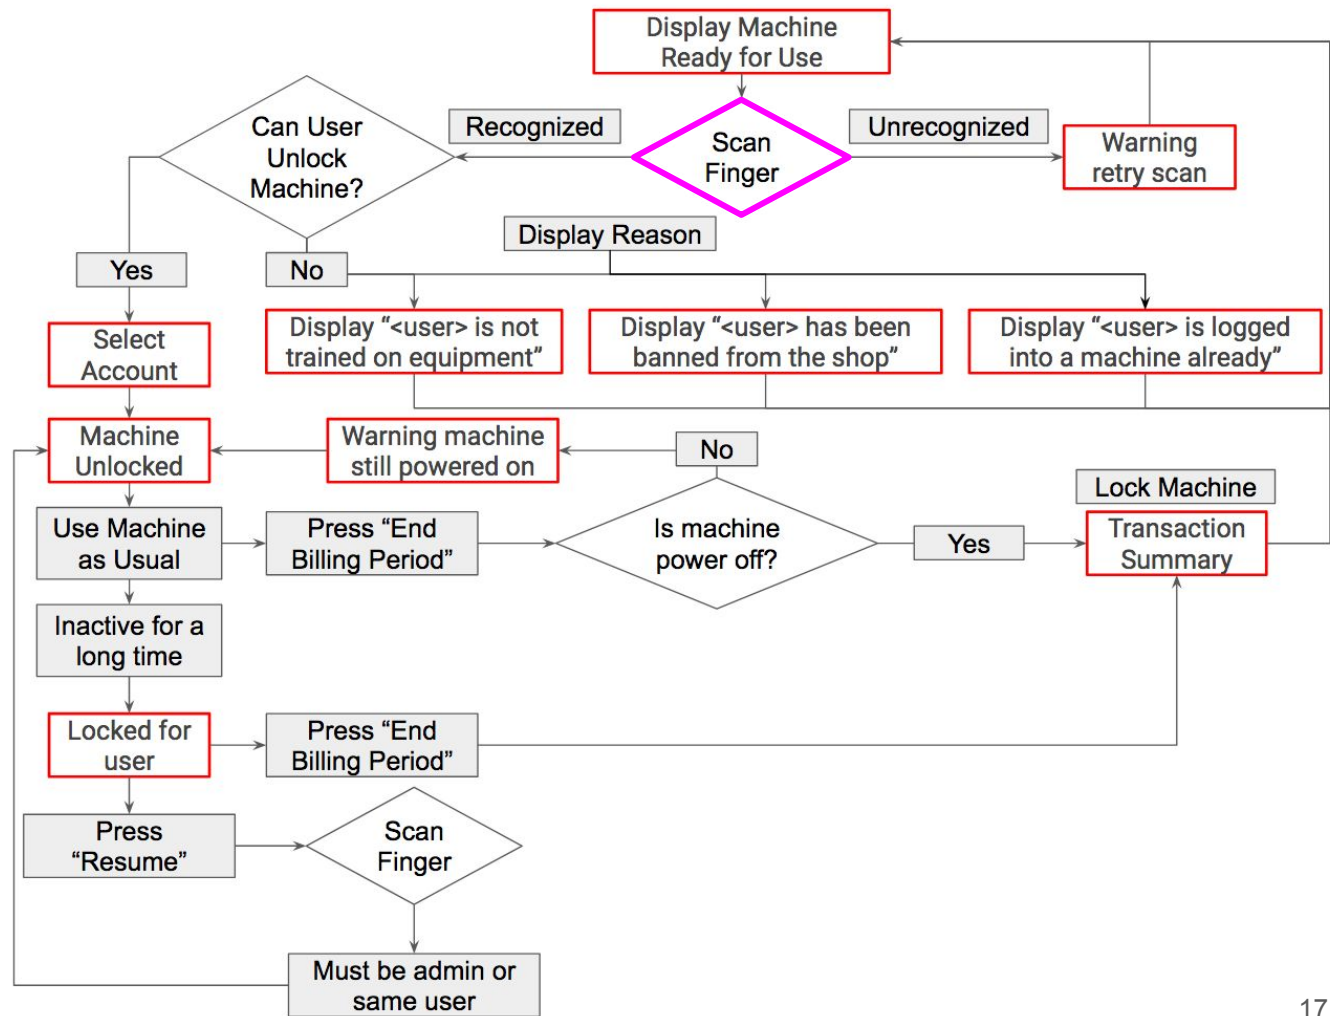 Display Machine
Ready for Use
Can User
Unlock
Machine?
Recognized
Scan
Finger
Unrecognized
Warning
retry scan
Display Reason
Yes
No
Select
Account
Display “<user> is not
trained on equipment”
Display “<user> has been
banned from the shop”
Display “<user> is logged
into a machine already”
Machine
Unlocked
Warning machine
still powered on
No
Lock Machine
Use Machine
as Usual
Press “End
Billing Period”
Is machine
power off?
Yes
Transaction
Summary
Inactive for a
long time
Locked for
user
Press “End
Billing Period”
Press
“Resume”
Scan
Finger
Must be admin or
same user
17